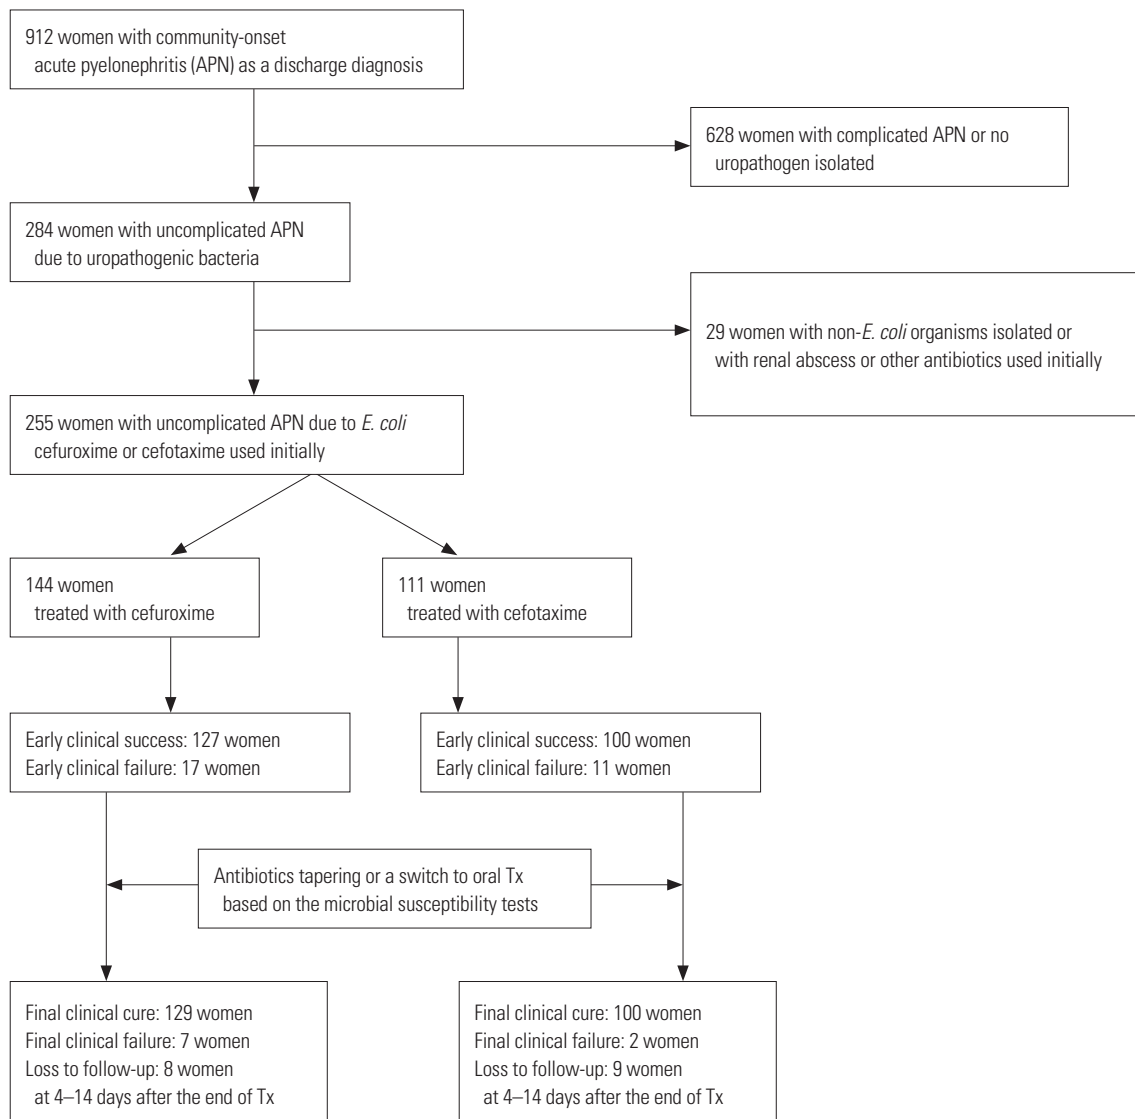 912 women with community-onset
acute pyelonephritis (APN) as a discharge diagnosis
628 women with complicated APN or no
uropathogen isolated
284 women with uncomplicated APN
due to uropathogenic bacteria
29 women with non-E. coli organisms isolated or
with renal abscess or other antibiotics used initially
255 women with uncomplicated APN due to E. coli
cefuroxime or cefotaxime used initially
144 women
treated with cefuroxime
111 women
treated with cefotaxime
Early clinical success: 127 women
Early clinical failure: 17 women
Early clinical success: 100 women
Early clinical failure: 11 women
Antibiotics tapering or a switch to oral Tx
based on the microbial susceptibility tests
Final clinical cure: 129 women
Final clinical failure: 7 women
Loss to follow-up: 8 women
at 4–14 days after the end of Tx
Final clinical cure: 100 women
Final clinical failure: 2 women
Loss to follow-up: 9 women
at 4–14 days after the end of Tx